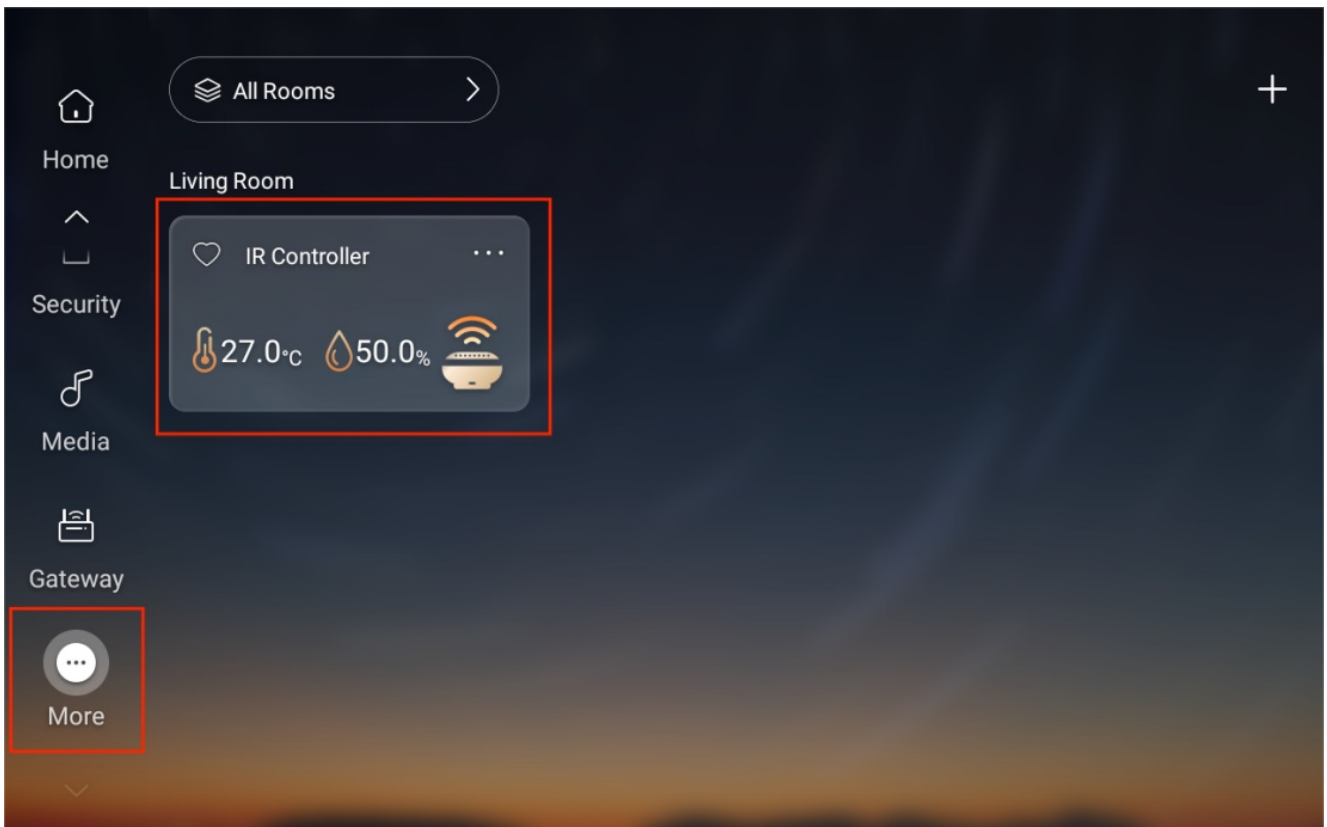 All Rooms
Home
Living Room
IR Controller
Security
27.0°C 50.0%
Media
Gateway
More